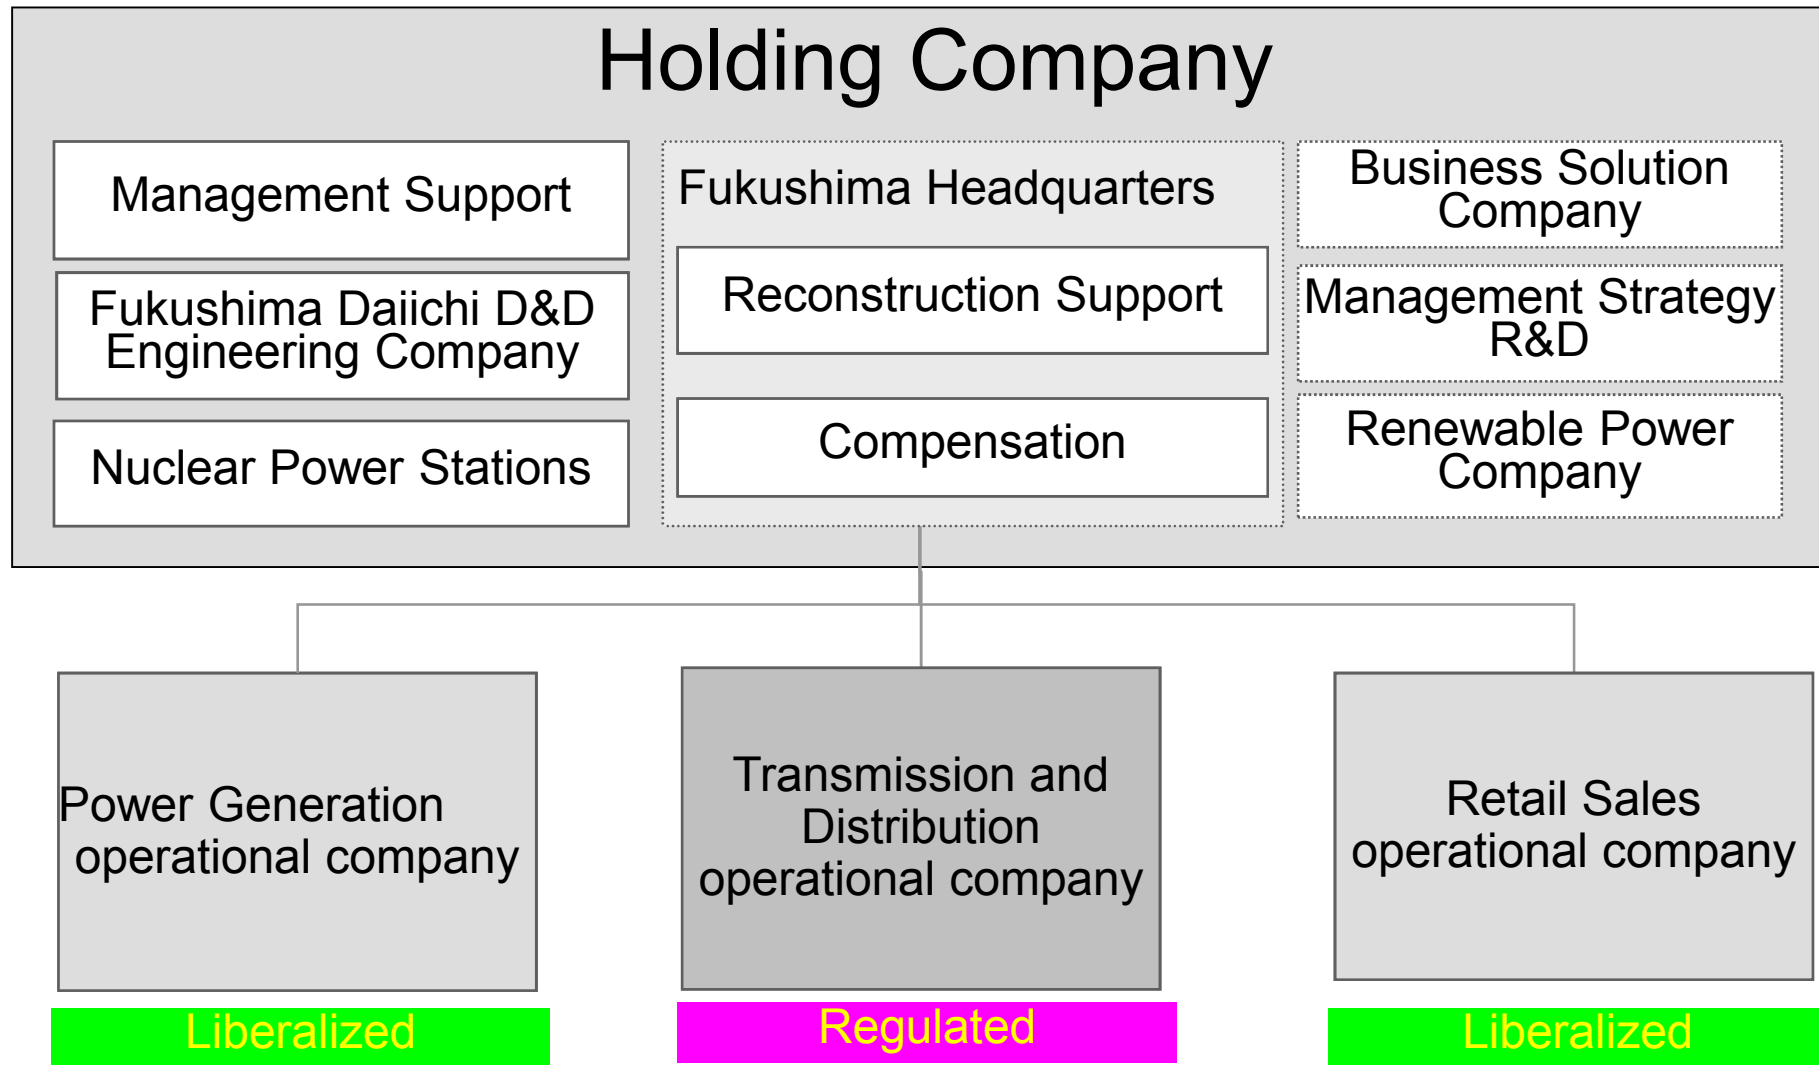 Holding Company
Management Support
Fukushima Daiichi D&D
Engineering Company
Nuclear Power Stations
Fukushima Headquarters
Reconstruction Support
Compensation
Business Solution
Company
Management Strategy
R&D
Renewable Power
Company
Power Generation
operational company
Transmission and
Distribution
operational company
Retail Sales
operational company
Liberalized
Regulated
Liberalized